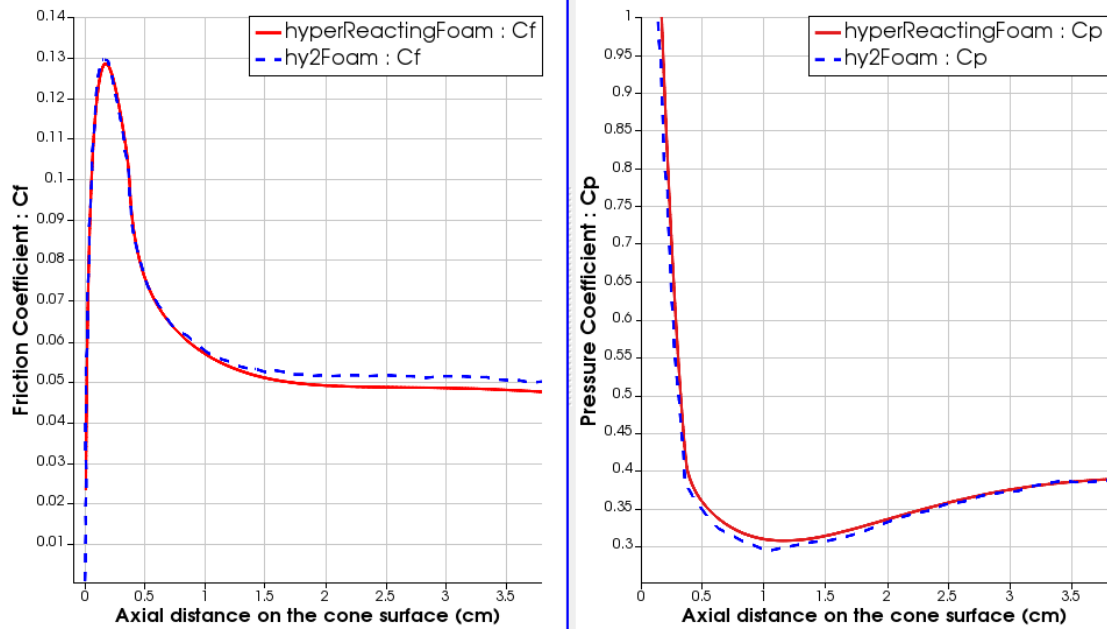 hyperReactingFoam : Cf
hy2Foam : Cf
Friction Coefficient : Cf
0.14
0.13
0.12
0.11
0.1
0.09
0.08
0.07
0.06
0.05
0.04
0.03
0.02
0.01
0 0.5 1 1.5 2 2.5 3 3.5
Axial distance on the cone surface (cm)
hyperReactingFoam : Cp
hy2Foam : Cp
Pressure Coefficient : Cp
1
0.95
0.9
0.85
0.8
0.75
0.7
0.65
0.6
0.55
0.5
0.45
0.4
0.35
0.3
0 0.5 1 1.5 2 2.5 3 3.5
Axial distance on the cone surface (cm)